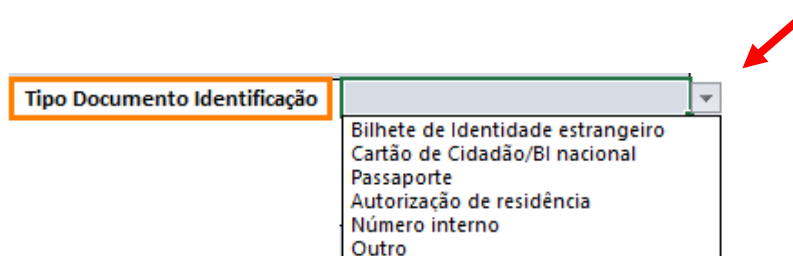 Tipo Documento Identificação
Bilhete de Identidade estrangeiro
Cartão de Cidadão/BI nacional
Passaporte
Autorização de residência
Número interno
Outro